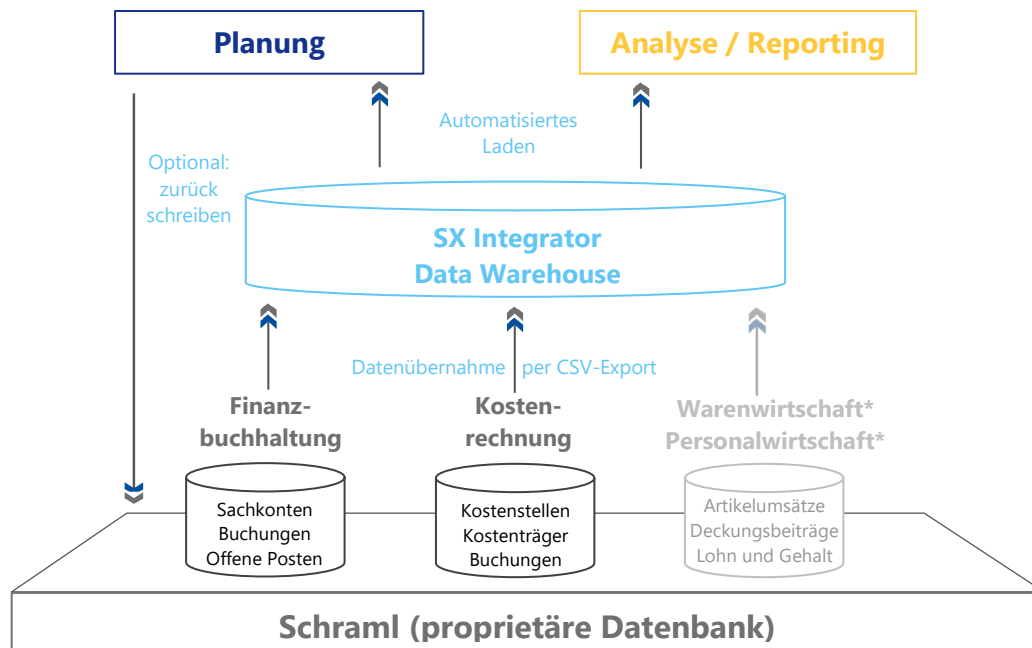 Planung
Analyse / Reporting
Automatisiertes
Laden
Optional:
zurück
schreiben
SX Integrator
Data Warehouse
Datenübernahme per CSV-Export
Finanz-
buchhaltung
Kosten-
rechnung
Warenwirtschaft*
Personalwirtschaft*
Sachkonten
Buchungen
Offene Posten
Kostenstellen
Kostenträger
Buchungen
Artikelumsätze
Deckungsbeiträge
Lohn und Gehalt
Schraml (proprietäre Datenbank)